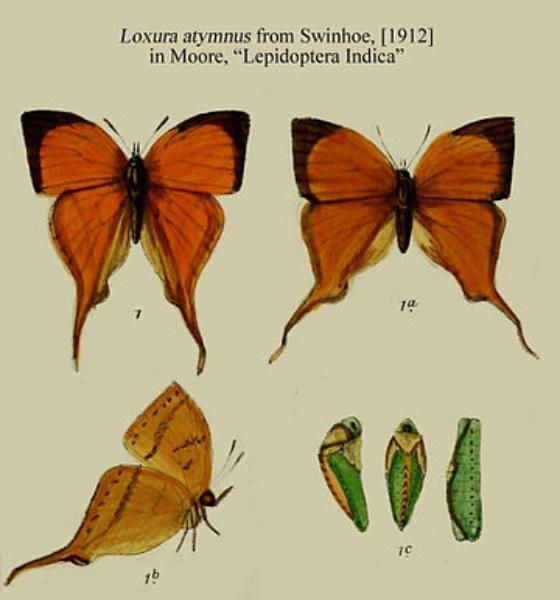 Loxura atymnus from Swinhoe, [1912]
in Moore, “Lepidoptera Indica”
1
1a.
1b.
1c.